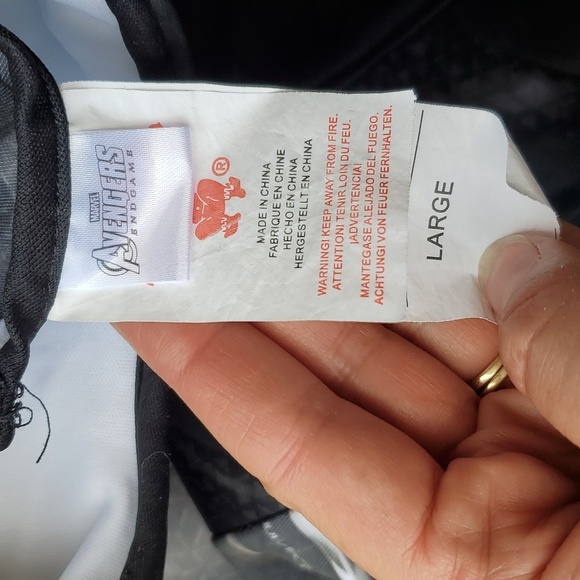 MARVEL
AVENGERS
ENDGAME
®
MADE IN CHINA
FABRIQUE EN CHINE
HECHO EN CHINA
HERGESTELLT EN CHINA
WARNING! KEEP AWAY FROM FIRE.
ATTENTION! TENIR LOIN DU FEU.
¡ADVERTENCIA!
MANTEGASE ALEJADO DEL FUEGO.
ACHTUNG! VON FEUER FERNHALTEN.
LARGE